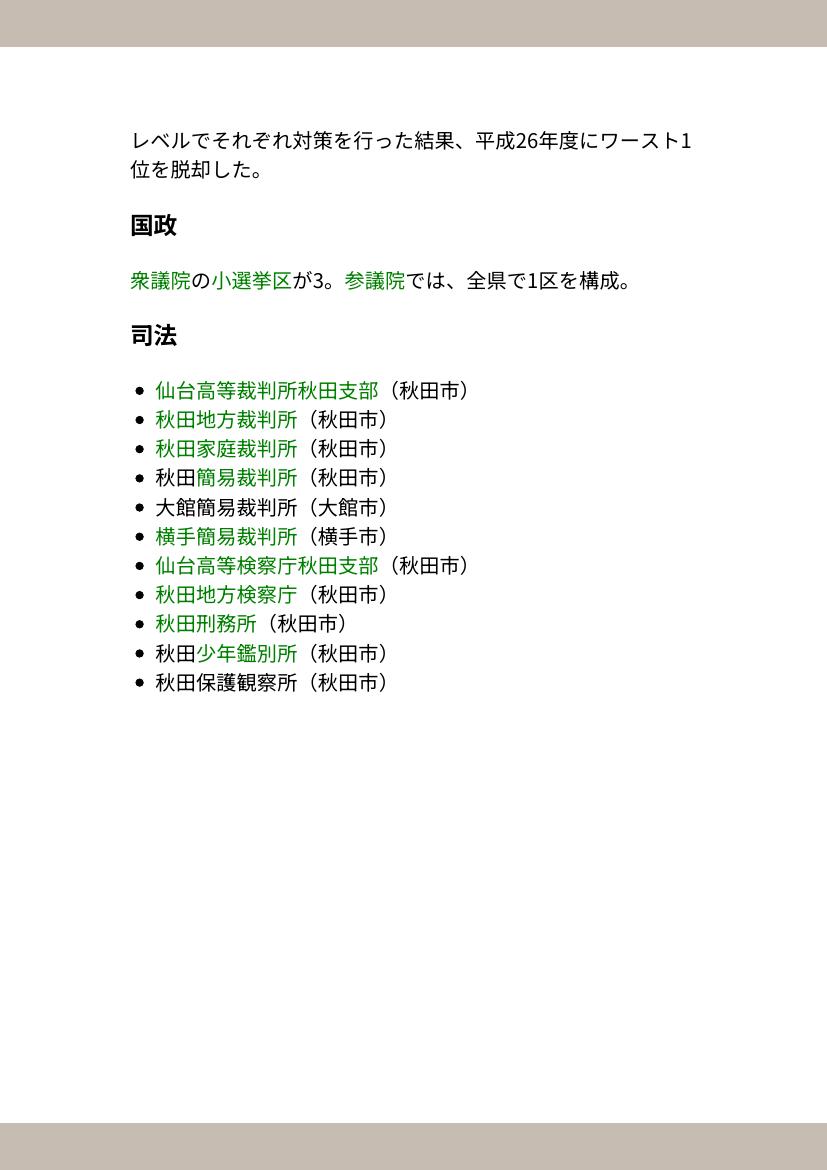 レベルでそれぞれ対策を行った結果、平成26年度にワースト1
位を脱却した。
国政
衆議院の小選挙区が3。参議院では、全県で1区を構成。
司法
• 仙台高等裁判所秋田支部（秋田市）
• 秋田地方裁判所（秋田市）
• 秋田家庭裁判所（秋田市）
• 秋田簡易裁判所（秋田市）
• 大館簡易裁判所（大館市）
• 横手簡易裁判所（横手市）
• 仙台高等検察庁秋田支部（秋田市）
• 秋田地方検察庁（秋田市）
• 秋田刑務所（秋田市）
• 秋田少年鑑別所（秋田市）
• 秋田保護観察所（秋田市）